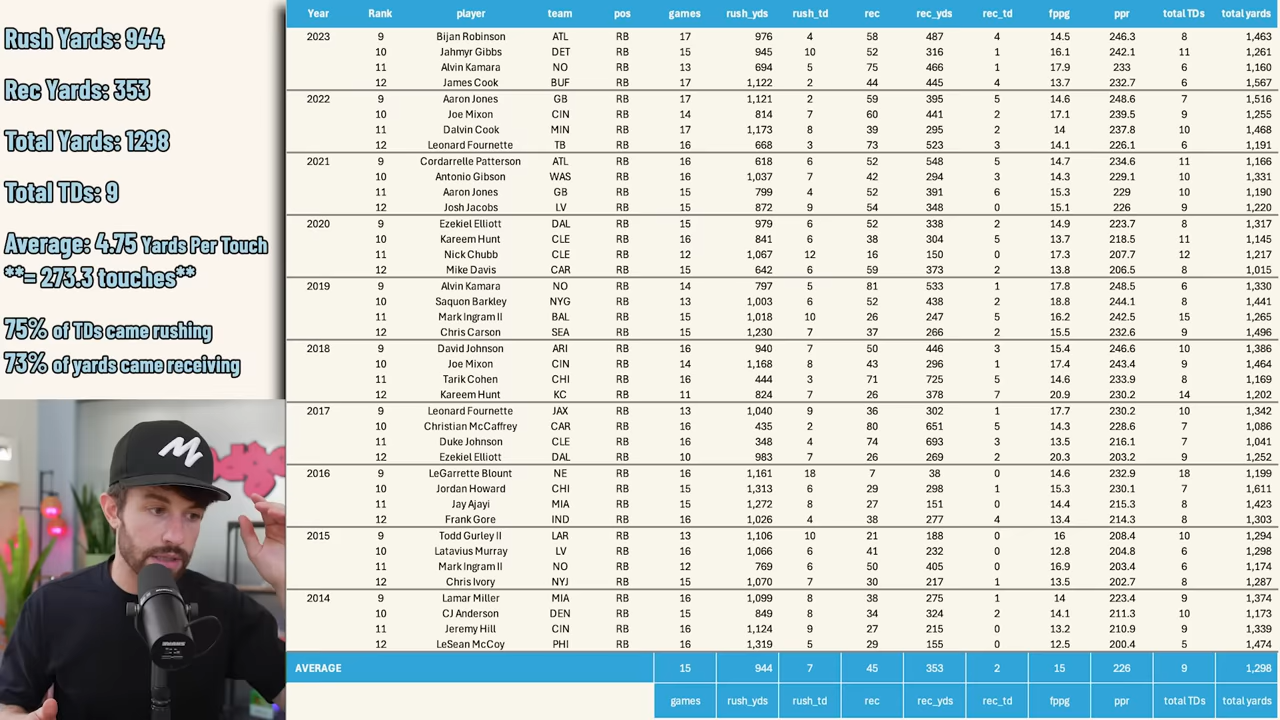 Rush Yards: 944
Rec Yards: 353
Total Yards: 1298
Total TDs: 9
Average: 4.75 Yards Per Touch
**= 273.3 touches**
75% of TDs came rushing
73% of yards came receiving
Year Rank player team pos games rush_yds rush_td rec rec_yds rec_td fppg ppr total TDs total yards
2023 9 Bijan Robinson ATL RB 17 976 4 58 487 4 14.5 246.3 8 1,463
10 Jahmyr Gibbs DET RB 15 945 10 52 316 1 16.1 242.1 11 1,261
11 Alvin Kamara NO RB 13 694 5 75 466 1 17.9 233 6 1,160
12 James Cook BUF RB 17 1,122 2 44 445 4 13.7 232.7 6 1,567
2022 9 Aaron Jones GB RB 17 1,121 2 59 395 5 14.6 248.6 7 1,516
10 Joe Mixon CIN RB 14 814 7 60 441 2 17.1 239.5 9 1,255
11 Dalvin Cook MIN RB 17 1,173 8 39 295 2 14 237.8 10 1,468
12 Leonard Fournette TB RB 16 668 3 73 523 3 14.1 226.1 6 1,191
2021 9 Cordarrelle Patterson ATL RB 16 618 6 52 548 5 14.7 234.6 11 1,166
10 Antonio Gibson WAS RB 16 1,037 7 42 294 3 14.3 229.1 10 1,331
11 Aaron Jones GB RB 15 799 4 52 391 6 15.3 229 10 1,190
12 Josh Jacobs LV RB 15 872 9 54 348 0 15.1 226 9 1,220
2020 9 Ezekiel Elliott DAL RB 15 979 6 52 338 2 14.9 223.7 8 1,317
10 Kareem Hunt CLE RB 16 841 6 38 304 5 13.7 218.5 11 1,145
11 Nick Chubb CLE RB 12 1,067 12 16 150 0 17.3 207.7 12 1,217
12 Mike Davis CAR RB 15 642 6 59 373 2 13.8 206.5 8 1,015
2019 9 Alvin Kamara NO RB 14 797 5 81 533 1 17.8 248.5 6 1,330
10 Saquon Barkley NYG RB 13 1,003 6 52 438 2 18.8 244.1 8 1,441
11 Mark Ingram II BAL RB 15 1,018 10 26 247 5 16.2 242.5 15 1,265
12 Chris Carson SEA RB 15 1,230 7 37 266 2 15.5 232.6 9 1,496
2018 9 David Johnson ARI RB 16 940 7 50 446 3 15.4 246.6 10 1,386
10 Joe Mixon CIN RB 14 1,168 8 43 296 1 17.4 243.4 9 1,464
11 Tarik Cohen CHI RB 16 444 3 71 725 5 14.6 233.9 8 1,169
12 Kareem Hunt KC RB 11 824 7 26 378 7 20.9 230.2 14 1,202
2017 9 Leonard Fournette JAX RB 13 1,040 9 36 302 1 17.7 230.2 10 1,342
10 Christian McCaffrey CAR RB 16 435 2 80 651 5 14.3 228.6 7 1,086
11 Duke Johnson CLE RB 16 348 4 74 693 3 13.5 216.1 7 1,041
12 Ezekiel Elliott DAL RB 10 983 7 26 269 2 20.3 203.2 9 1,252
2016 9 LeGarrette Blount NE RB 16 1,161 18 7 38 0 14.6 232.9 18 1,199
10 Jordan Howard CHI RB 15 1,313 6 29 298 1 15.3 230.1 7 1,611
11 Jay Ajayi MIA RB 15 1,272 8 27 151 0 14.4 215.3 8 1,423
12 Frank Gore IND RB 16 1,026 4 38 277 4 13.4 214.3 8 1,303
2015 9 Todd Gurley II LAR RB 13 1,106 10 21 188 0 16 208.4 10 1,294
10 Latavius Murray LV RB 16 1,066 6 41 232 0 12.8 204.8 6 1,298
11 Mark Ingram II NO RB 12 769 6 50 405 0 16.9 203.4 6 1,174
12 Chris Ivory NYJ RB 15 1,070 7 30 217 1 13.5 202.7 8 1,287
2014 9 Lamar Miller MIA RB 16 1,099 8 38 275 1 14 223.4 9 1,374
10 CJ Anderson DEN RB 15 849 8 34 324 2 14.1 211.3 10 1,173
11 Jeremy Hill CIN RB 16 1,124 9 27 215 0 13.2 210.9 9 1,339
12 LeSean McCoy PHI RB 16 1,319 5 29 155 0 12.5 200.4 5 1,474
AVERAGE 15 944 7 45 353 2 15 226 9 1,298
games rush_yds rush_td rec rec_yds rec_td fppg ppr total TDs total yards